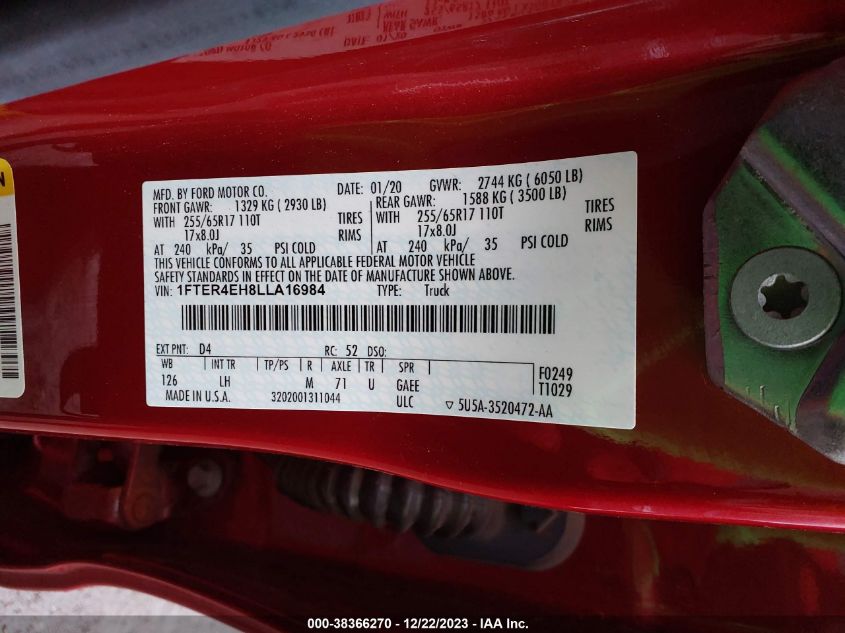 MFD. BY FORD MOTOR CO. DATE: 01/20 GVWR: 2744 KG ( 6050 LB)
FRONT GAWR: 1329 KG ( 2930 LB) REAR GAWR: 1588 KG ( 3500 LB)
WITH 255/65R17 110T TIRES WITH 255/65R17 110T TIRES
17x8.0J RIMS 17x8.0J RIMS
AT 240 kPa/ 35 PSI COLD AT 240 kPa/ 35 PSI COLD
THIS VEHICLE CONFORMS TO ALL APPLICABLE FEDERAL MOTOR VEHICLE
SAFETY STANDARDS IN EFFECT ON THE DATE OF MANUFACTURE SHOWN ABOVE.
VIN: 1FTER4EH8LLA16984 TYPE: Truck
EXT PNT: D4 RC: 52 DSO:
WB INT TR TP/PS R AXLE TR SPR F0249
126 LH M 71 U GAEE T1029
MADE IN U.S.A. 3202001311044 ULC ▽ 5U5A-3520472-AA
000-38366270 - 12/22/2023 - IAA Inc.